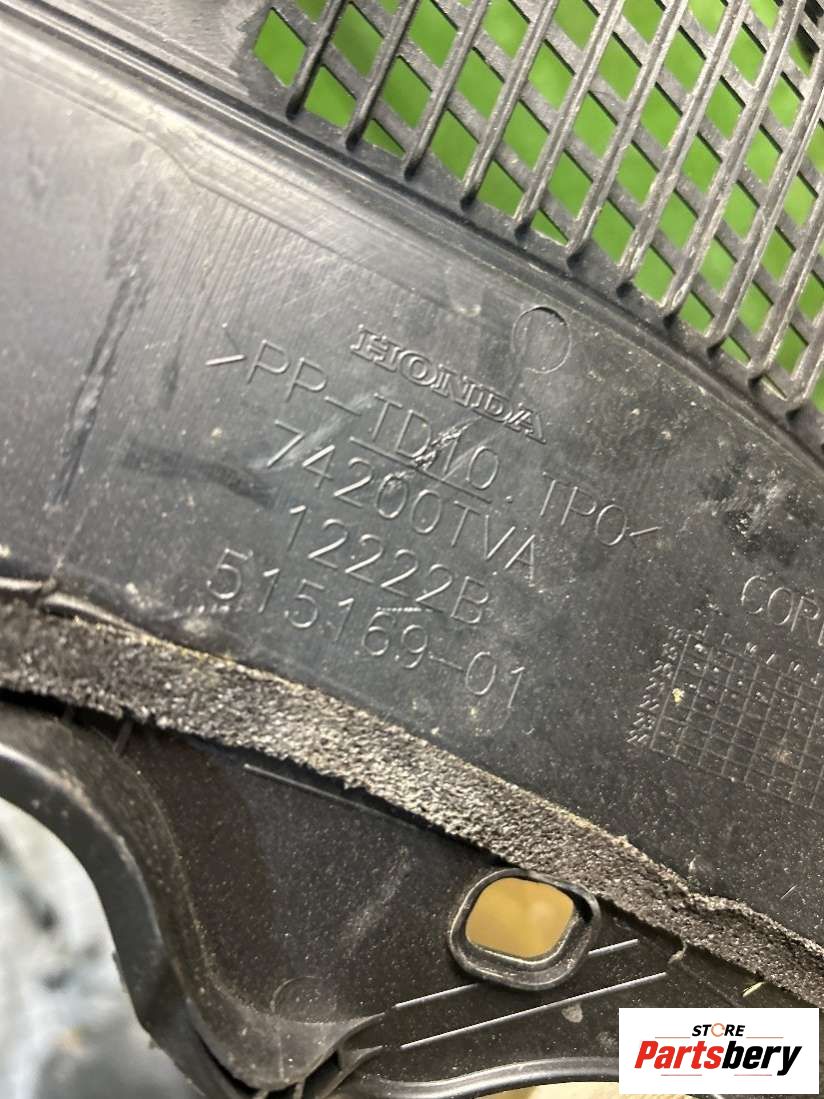 HONDA
>PP-TD10.TPO<
74200TVA
12222B
515169-01
STORE
Partsbery